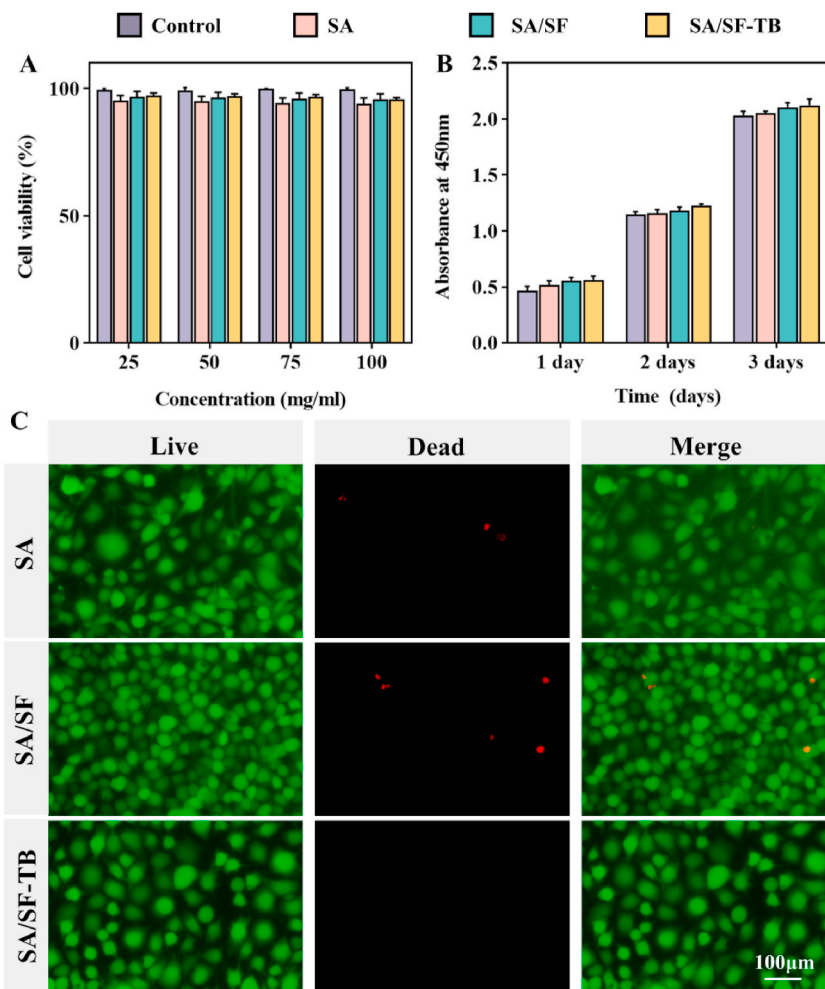 Control SA SA/SF SA/SF-TB
A
Cell viability (%)
100
50
0
25 50 75 100
Concentration (mg/ml)
B
Absorbance at 450nm
2.5
2.0
1.5
1.0
0.5
0.0
1 day 2 days 3 days
Time (days)
C
Live Dead Merge
SA
SA/SF
SA/SF-TB
100μm